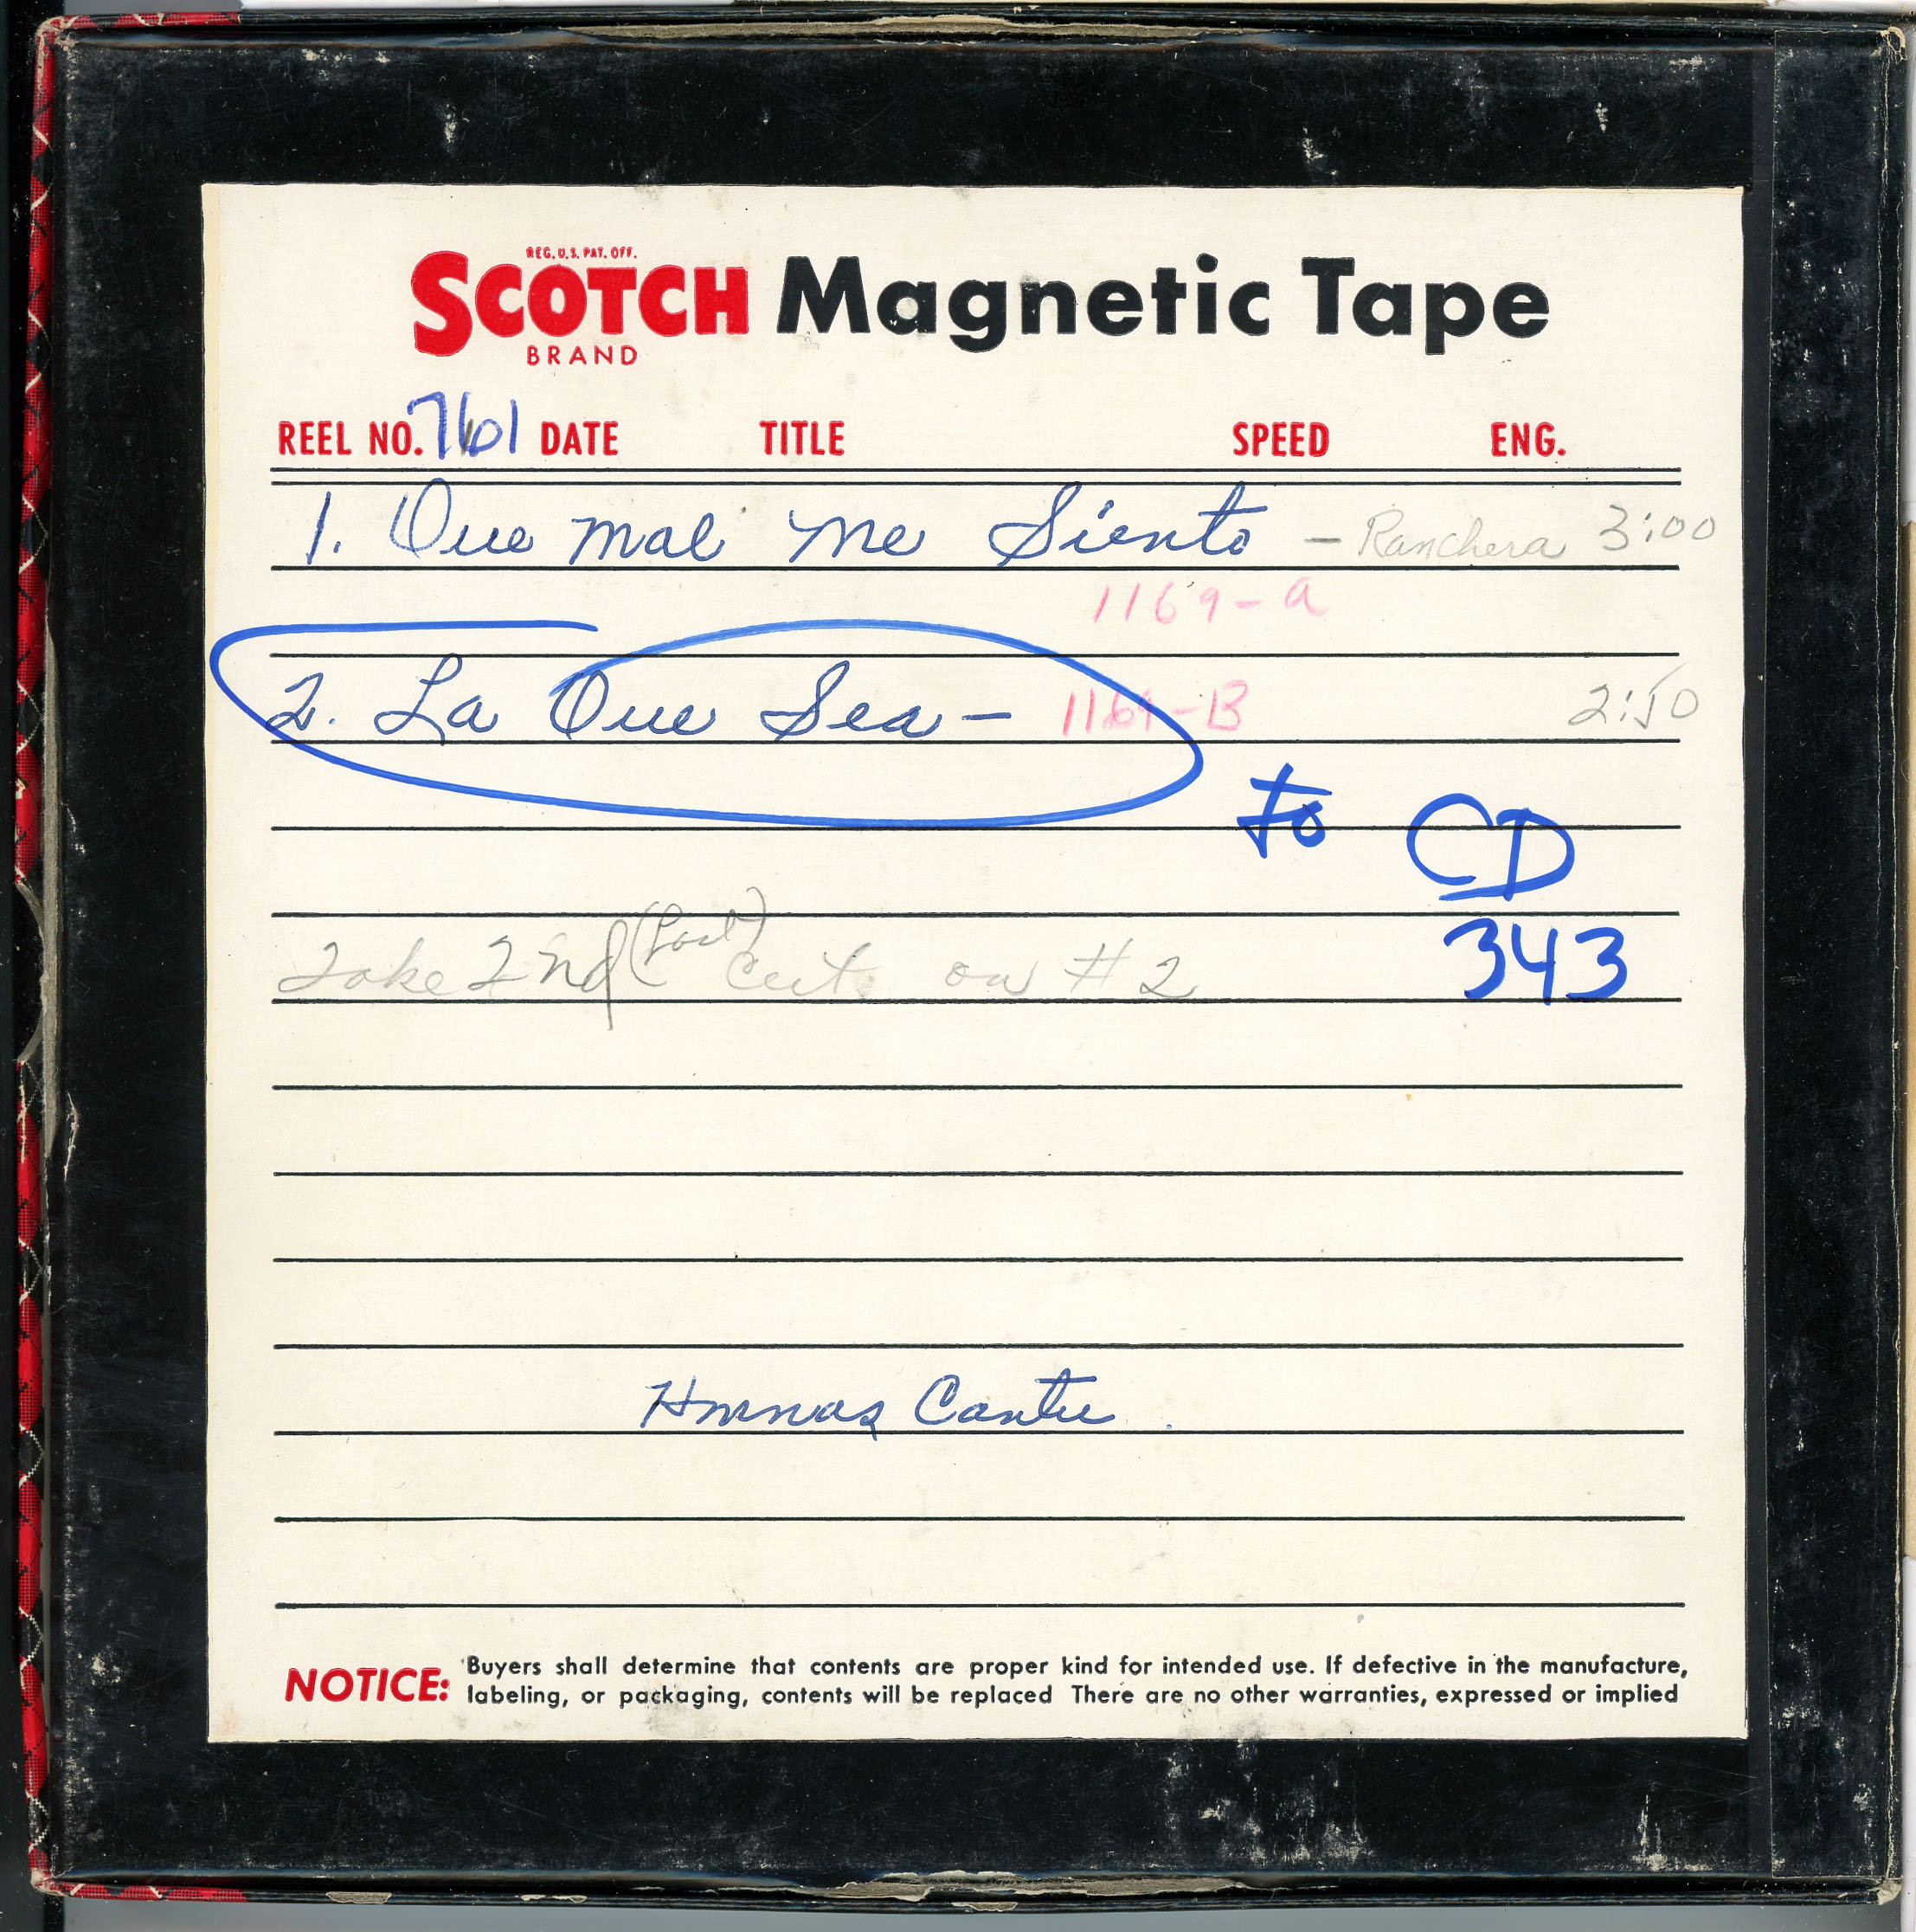 REG. U.S. PAT. OFF.
SCOTCH Magnetic Tape
BRAND
REEL NO. 7601 DATE TITLE SPEED ENG.
1. Que mal me Siento - Ranchera 3:00
1169-a
2. La Que Sea - 1169-B 2:50
to CD
343
Take 2nd (Last) cut on #2
Hmnas Cantu
NOTICE: Buyers shall determine that contents are proper kind for intended use. If defective in the manufacture,
labeling, or packaging, contents will be replaced There are no other warranties, expressed or implied